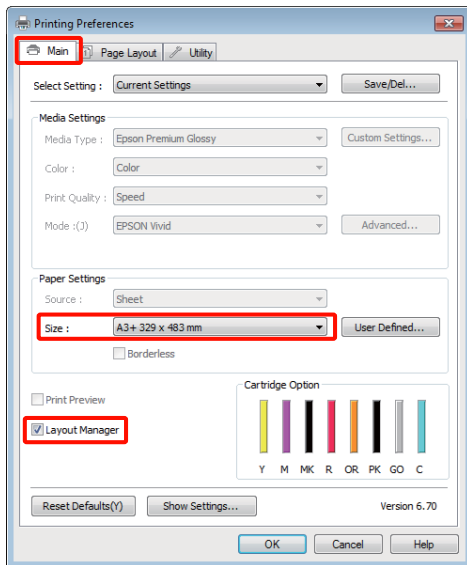 Printing Preferences
Main Page Layout Utility
Select Setting : Current Settings Save/Del...
Media Settings
Media Type : Epson Premium Glossy Custom Settings...
Color : Color
Print Quality : Speed
Mode :(J) EPSON Vivid Advanced...
Paper Settings
Source : Sheet
Size : A3+ 329 x 483 mm User Defined...
Borderless
Cartridge Option
Print Preview
Layout Manager
Y M MK R OR PK GO C
Reset Defaults(Y) Show Settings... Version 6.70
OK Cancel Help